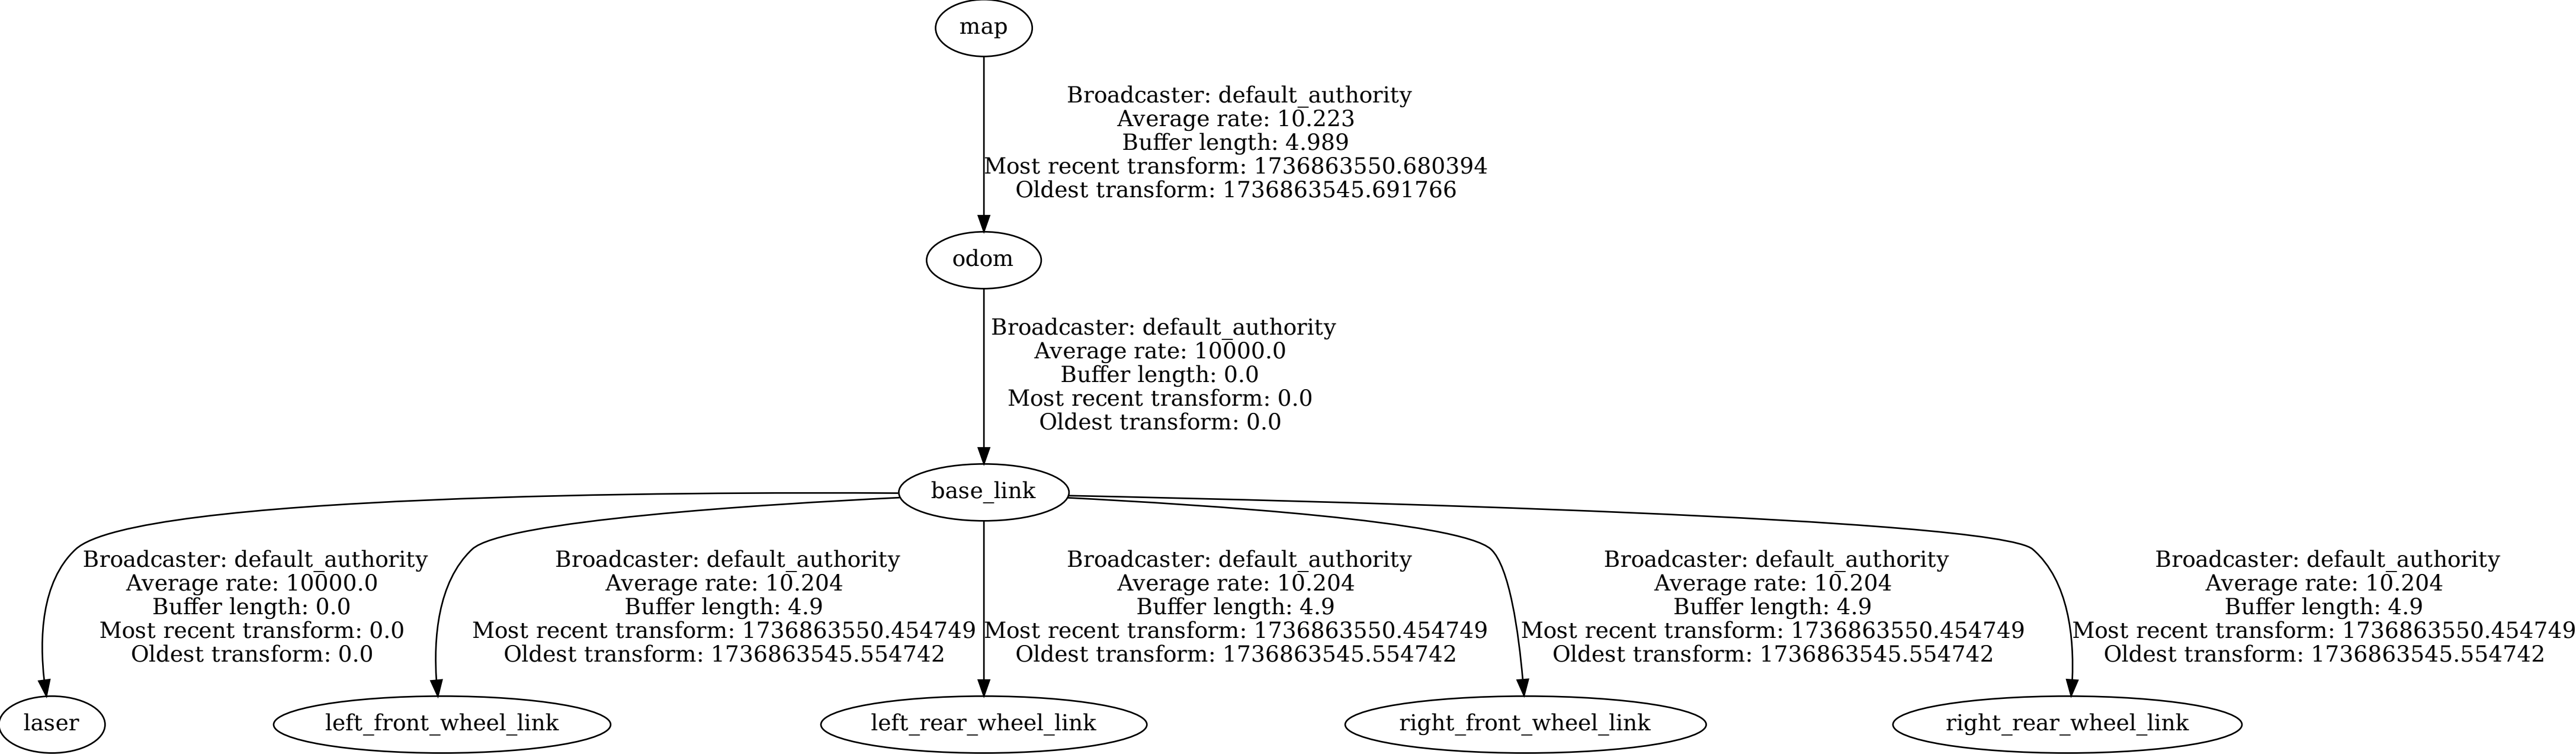 map
Broadcaster: default_authority
Average rate: 10.223
Buffer length: 4.989
Most recent transform: 1736863550.680394
Oldest transform: 1736863545.691766
odom
Broadcaster: default_authority
Average rate: 10000.0
Buffer length: 0.0
Most recent transform: 0.0
Oldest transform: 0.0
base_link
Broadcaster: default_authority
Average rate: 10000.0
Buffer length: 0.0
Most recent transform: 0.0
Oldest transform: 0.0
Broadcaster: default_authority
Average rate: 10.204
Buffer length: 4.9
Most recent transform: 1736863550.454749
Oldest transform: 1736863545.554742
Broadcaster: default_authority
Average rate: 10.204
Buffer length: 4.9
Most recent transform: 1736863550.454749
Oldest transform: 1736863545.554742
Broadcaster: default_authority
Average rate: 10.204
Buffer length: 4.9
Most recent transform: 1736863550.454749
Oldest transform: 1736863545.554742
Broadcaster: default_authority
Average rate: 10.204
Buffer length: 4.9
Most recent transform: 1736863550.454749
Oldest transform: 1736863545.554742
laser
left_front_wheel_link
left_rear_wheel_link
right_front_wheel_link
right_rear_wheel_link